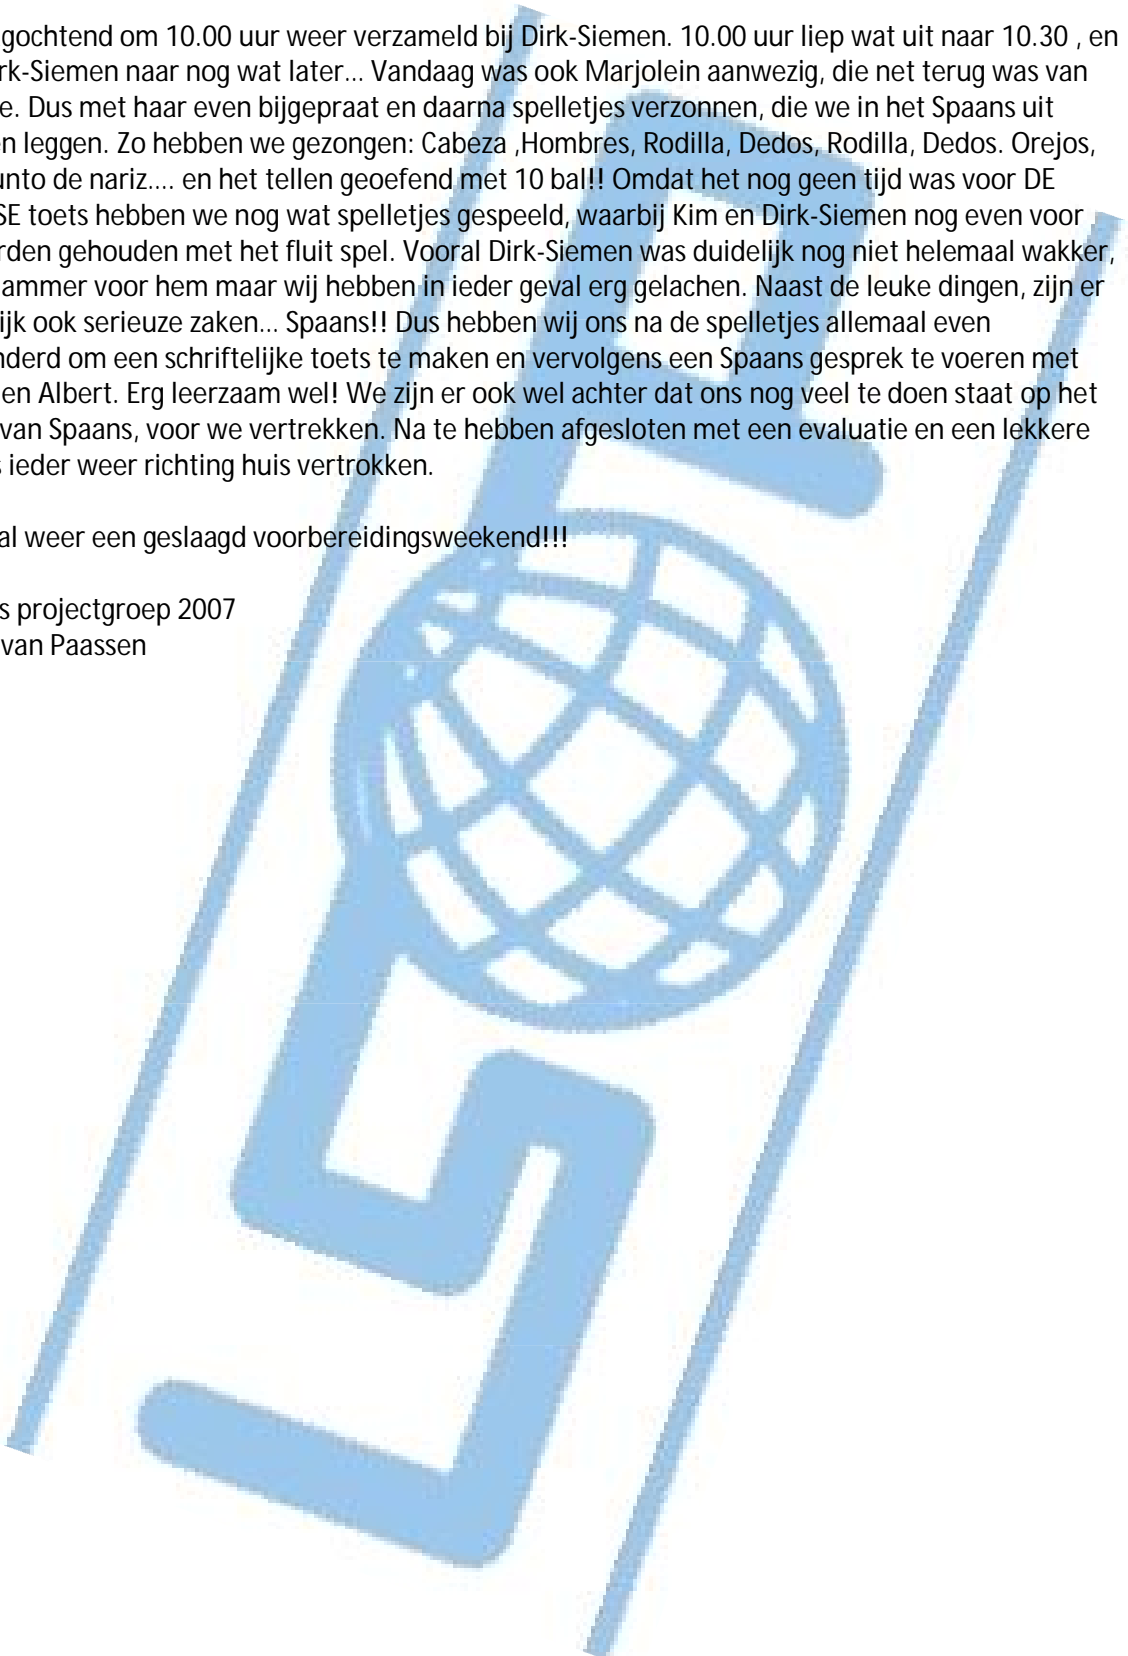 gochtend om 10.00 uur weer verzameld bij Dirk-Siemen. 10.00 uur liep wat uit naar 10.30 , en
rk-Siemen naar nog wat later... Vandaag was ook Marjolein aanwezig, die net terug was van
e. Dus met haar even bijgepraat en daarna spelletjes verzonnen, die we in het Spaans uit
en leggen. Zo hebben we gezongen: Cabeza ,Hombres, Rodilla, Dedos, Rodilla, Dedos. Orejos,
unto de nariz.... en het tellen geoefend met 10 bal!! Omdat het nog geen tijd was voor DE
SE toets hebben we nog wat spelletjes gespeeld, waarbij Kim en Dirk-Siemen nog even voor
rden gehouden met het fluit spel. Vooral Dirk-Siemen was duidelijk nog niet helemaal wakker,
ammer voor hem maar wij hebben in ieder geval erg gelachen. Naast de leuke dingen, zijn er
ijk ook serieuze zaken... Spaans!! Dus hebben wij ons na de spelletjes allemaal even
nderd om een schriftelijke toets te maken en vervolgens een Spaans gesprek te voeren met
en Albert. Erg leerzaam wel! We zijn er ook wel achter dat ons nog veel te doen staat op het
van Spaans, voor we vertrekken. Na te hebben afgesloten met een evaluatie en een lekkere
s ieder weer richting huis vertrokken.
al weer een geslaagd voorbereidingsweekend!!!
s projectgroep 2007
van Paassen